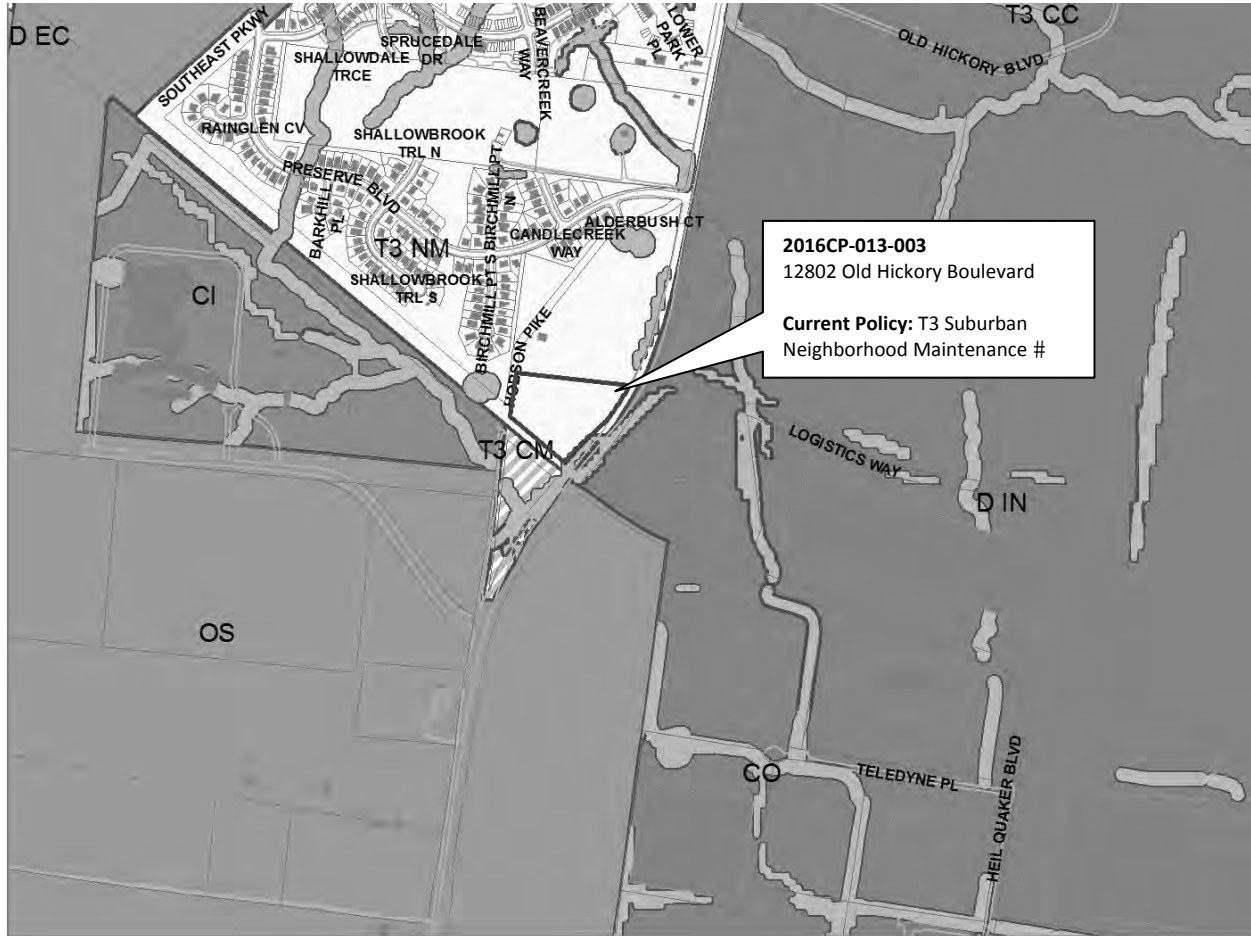 D EC
SOUTHEAST PKWY
SHALLOWDALE
TRCE
SPRUCEDALE
DR
BEAVERCREEK
WAY
LOWER
PARK
PL
T3 CC
OLD HICKORY BLVD
RAINGLEN CV
SHALLOWBROOK
TRL N
PRESERVE BLVD
BARKHILL
PL
T3 NM
SHALLOWBROOK
TRL S
BIRCHMILL PT S
BIRCHMILL PT
N
CANDLECREEK
WAY
ALDERBUSH CT
2016CP-013-003
12802 Old Hickory Boulevard
Current Policy: T3 Suburban
Neighborhood Maintenance #
CI
HOBSON PIKE
T3 CM
LOGISTICS WAY
D IN
OS
CO
TELEDYNE PL
HEIL QUAKER BLVD